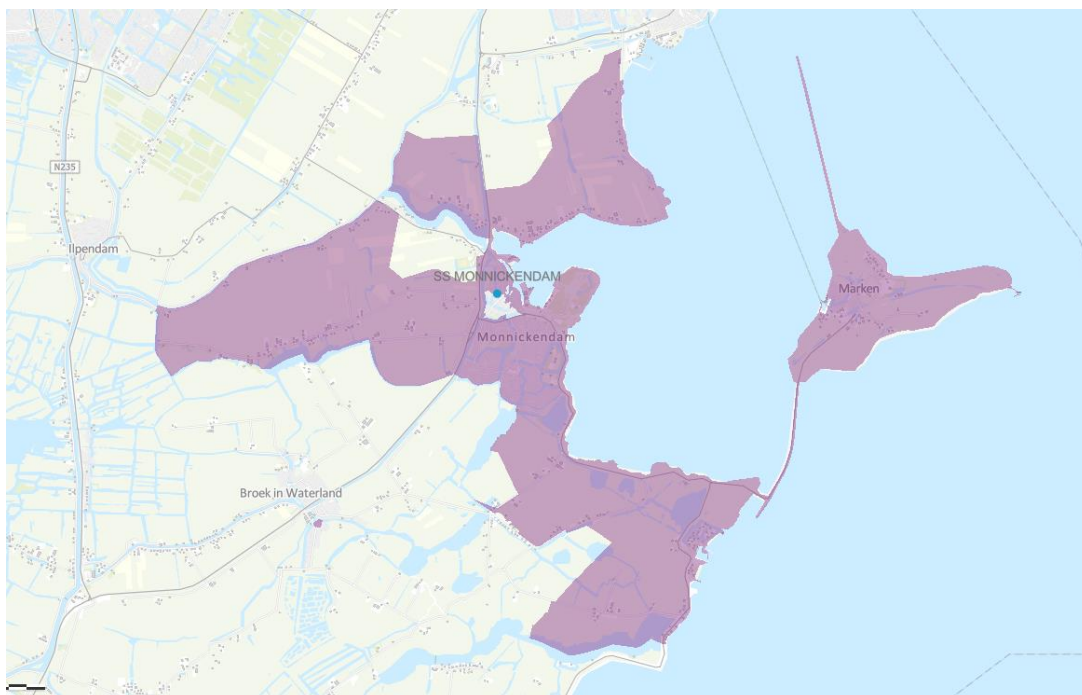 N235
Ilpendam
SS MONNICKENDAM
Marken
Monnickendam
Broek in Waterland